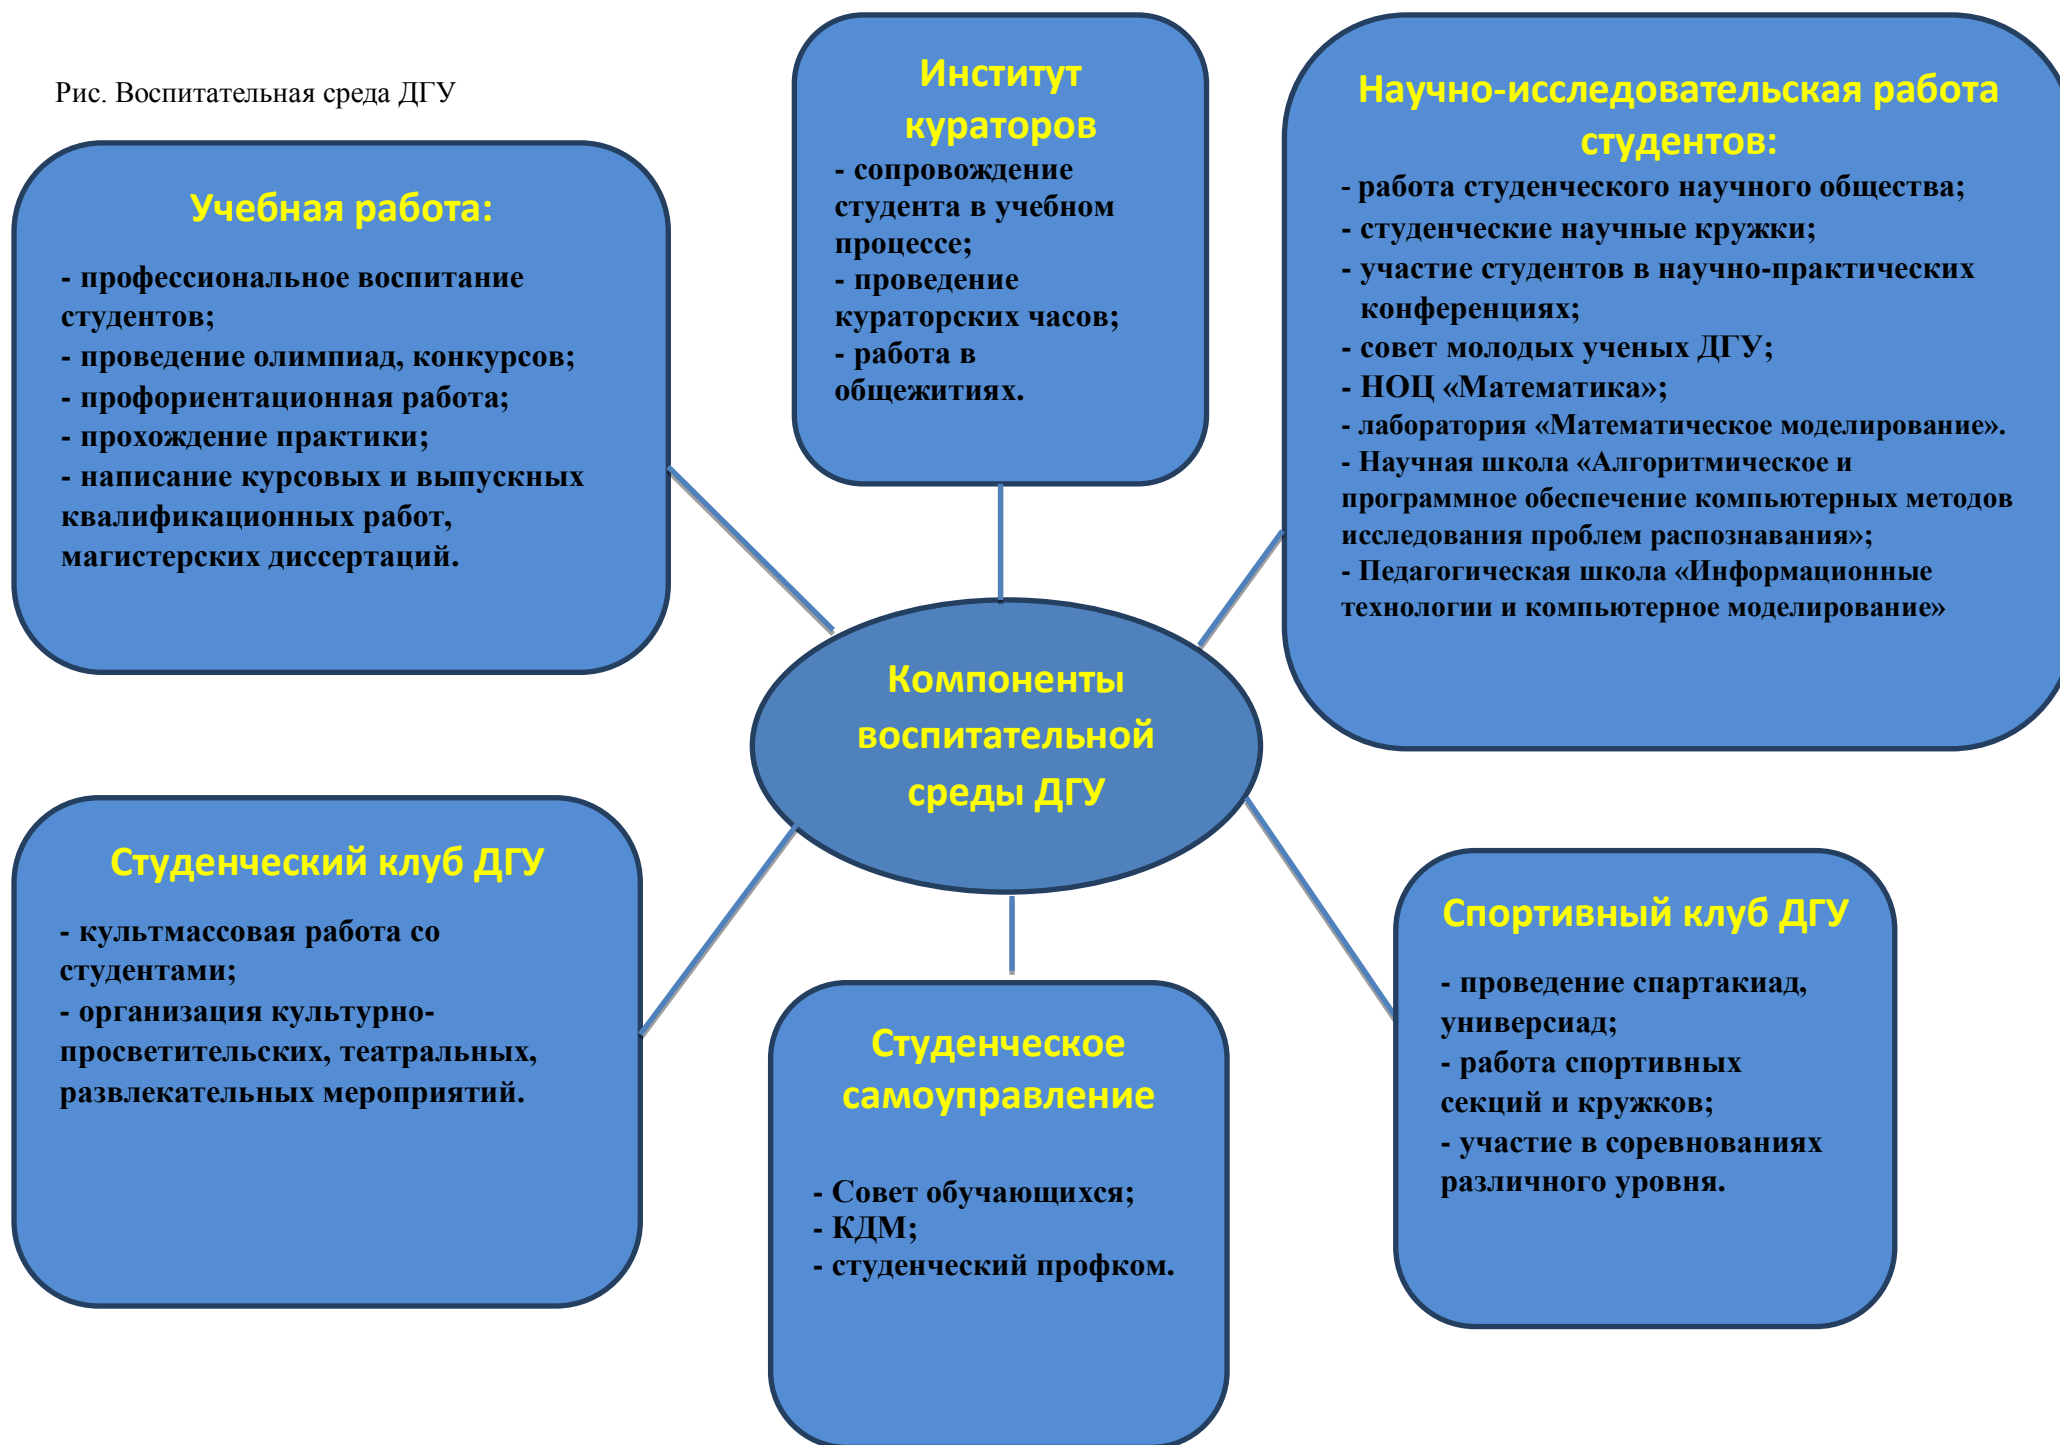 Рис. Воспитательная среда ДГУ
Учебная работа:
- профессиональное воспитание
студентов;
- проведение олимпиад, конкурсов;
- профориентационная работа;
- прохождение практики;
- написание курсовых и выпускных
квалификационных работ,
магистерских диссертаций.
Институт
кураторов
- сопровождение
студента в учебном
процессе;
- проведение
кураторских часов;
- работа в
общежитиях.
Научно-исследовательская работа
студентов:
- работа студенческого научного общества;
- студенческие научные кружки;
- участие студентов в научно-практических
конференциях;
- совет молодых ученых ДГУ;
- НОЦ «Математика»;
- лаборатория «Математическое моделирование».
- Научная школа «Алгоритмическое и
программное обеспечение компьютерных методов
исследования проблем распознавания»;
- Педагогическая школа «Информационные
технологии и компьютерное моделирование»
Компоненты
воспитательной
среды ДГУ
Студенческий клуб ДГУ
- культмассовая работа со
студентами;
- организация культурно-
просветительских, театральных,
развлекательных мероприятий.
Студенческое
самоуправление
- Совет обучающихся;
- КДМ;
- студенческий профком.
Спортивный клуб ДГУ
- проведение спартакиад,
универсиад;
- работа спортивных
секций и кружков;
- участие в соревнованиях
различного уровня.